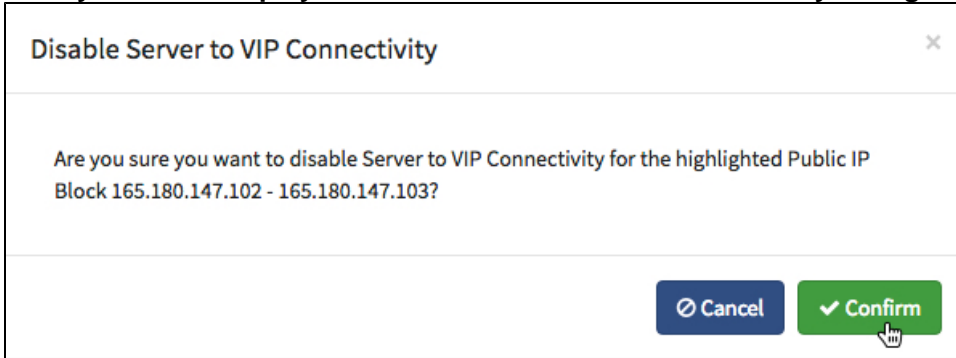 Disable Server to VIP Connectivity
×
Are you sure you want to disable Server to VIP Connectivity for the highlighted Public IP
Block 165.180.147.102 - 165.180.147.103?
Cancel
Confirm